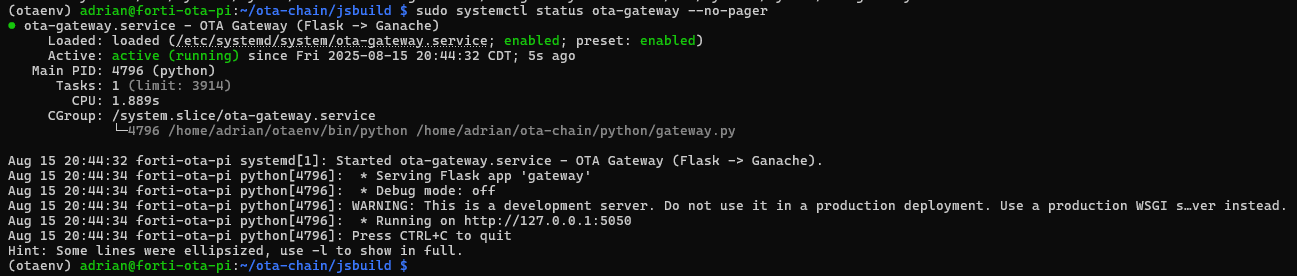 (otaenv) adrian@forti-ota-pi:~/ota-chain/jsbuild $ sudo systemctl status ota-gateway --no-pager
● ota-gateway.service - OTA Gateway (Flask -> Ganache)
     Loaded: loaded (/etc/systemd/system/ota-gateway.service; enabled; preset: enabled)
     Active: active (running) since Fri 2025-08-15 20:44:32 CDT; 5s ago
   Main PID: 4796 (python)
      Tasks: 1 (limit: 3914)
        CPU: 1.889s
     CGroup: /system.slice/ota-gateway.service
             └─4796 /home/adrian/otaenv/bin/python /home/adrian/ota-chain/python/gateway.py

Aug 15 20:44:32 forti-ota-pi systemd[1]: Started ota-gateway.service - OTA Gateway (Flask -> Ganache).
Aug 15 20:44:34 forti-ota-pi python[4796]:  * Serving Flask app 'gateway'
Aug 15 20:44:34 forti-ota-pi python[4796]:  * Debug mode: off
Aug 15 20:44:34 forti-ota-pi python[4796]: WARNING: This is a development server. Do not use it in a production deployment. Use a production WSGI s…ver instead.
Aug 15 20:44:34 forti-ota-pi python[4796]:  * Running on http://127.0.0.1:5050
Aug 15 20:44:34 forti-ota-pi python[4796]: Press CTRL+C to quit
Hint: Some lines were ellipsized, use -l to show in full.
(otaenv) adrian@forti-ota-pi:~/ota-chain/jsbuild $